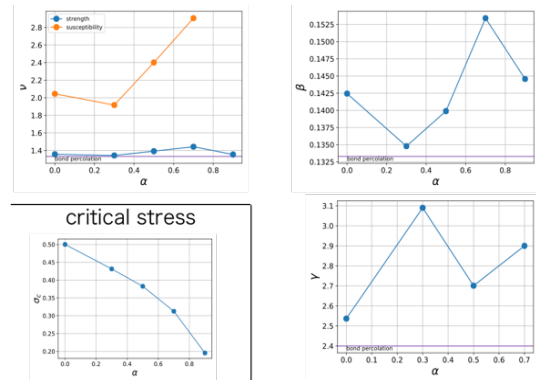 strength
susceptibility
2.8
2.6
2.4
2.2
2.0
1.8
1.6
1.4
ν
bond percolation
0.0 0.2 0.4 0.6 0.8
α
0.1525
0.1500
0.1475
0.1450
0.1425
0.1400
0.1375
0.1350
0.1325
β
bond percolation
0.0 0.2 0.4 0.6 0.8
α
critical stress
0.50
0.45
0.40
0.35
0.30
0.25
0.20
σc
0.0 0.2 0.4 0.6 0.8
α
3.1
3.0
2.9
2.8
2.7
2.6
2.5
2.4
γ
bond percolation
0.0 0.1 0.2 0.3 0.4 0.5 0.6 0.7
α